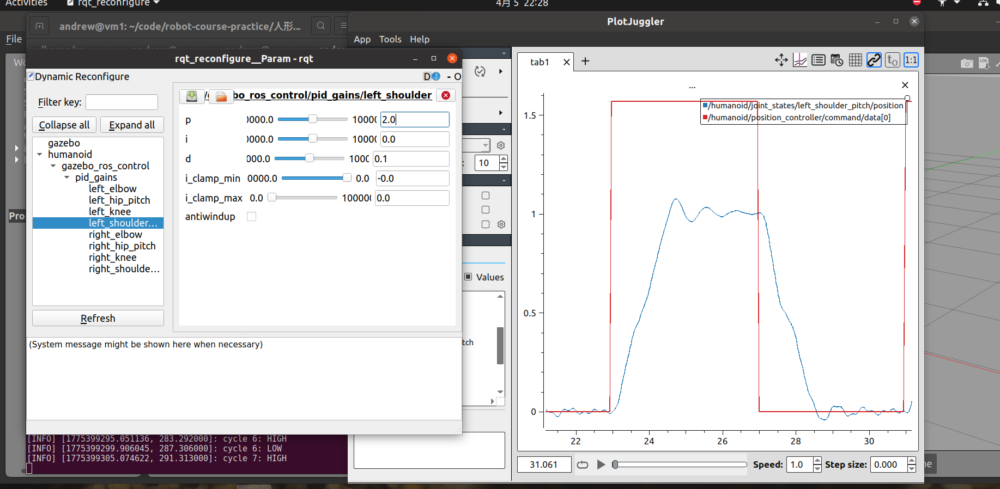 Activities
rqt_reconfigure
4月 5 22:28
andrew@vm1: ~/code/robot-course-practice/人形...
PlotJuggler
File
App Tools Help
rqt_reconfigure__Param - rqt
tab1
Dynamic Reconfigure
D
- O
Filter key:
bo_ros_control/pid_gains/left_shoulder
...
Collapse all
Expand all
p 0000.0 1000( 2.0
i 0000.0 1000( 0.0
d 000.0 100( 0.1
i_clamp_min 0000.0 0.0 -0.0
i_clamp_max 0.0 10000( 0.0
antiwindup
gazebo
humanoid
gazebo_ros_control
pid_gains
left_elbow
left_hip_pitch
left_knee
left_shoulder...
right_elbow
right_hip_pitch
right_knee
right_shoulde...
Refresh
(System message might be shown here when necessary)
: 10
Values
tch
Pro
/humanoid/joint_states/left_shoulder_pitch/position
/humanoid/position_controller/command/data[0]
1.5
1
0.5
0
22 24 26 28 30
t0
1:1
LOG
31.061
Speed: 1.0
Step size: 0.000
ne
[INFO] [1775399295.051136, 283.292000]: cycle 6: HIGH
[INFO] [1775399299.906045, 287.306000]: cycle 6: LOW
[INFO] [1775399305.074622, 291.313000]: cycle 7: HIGH